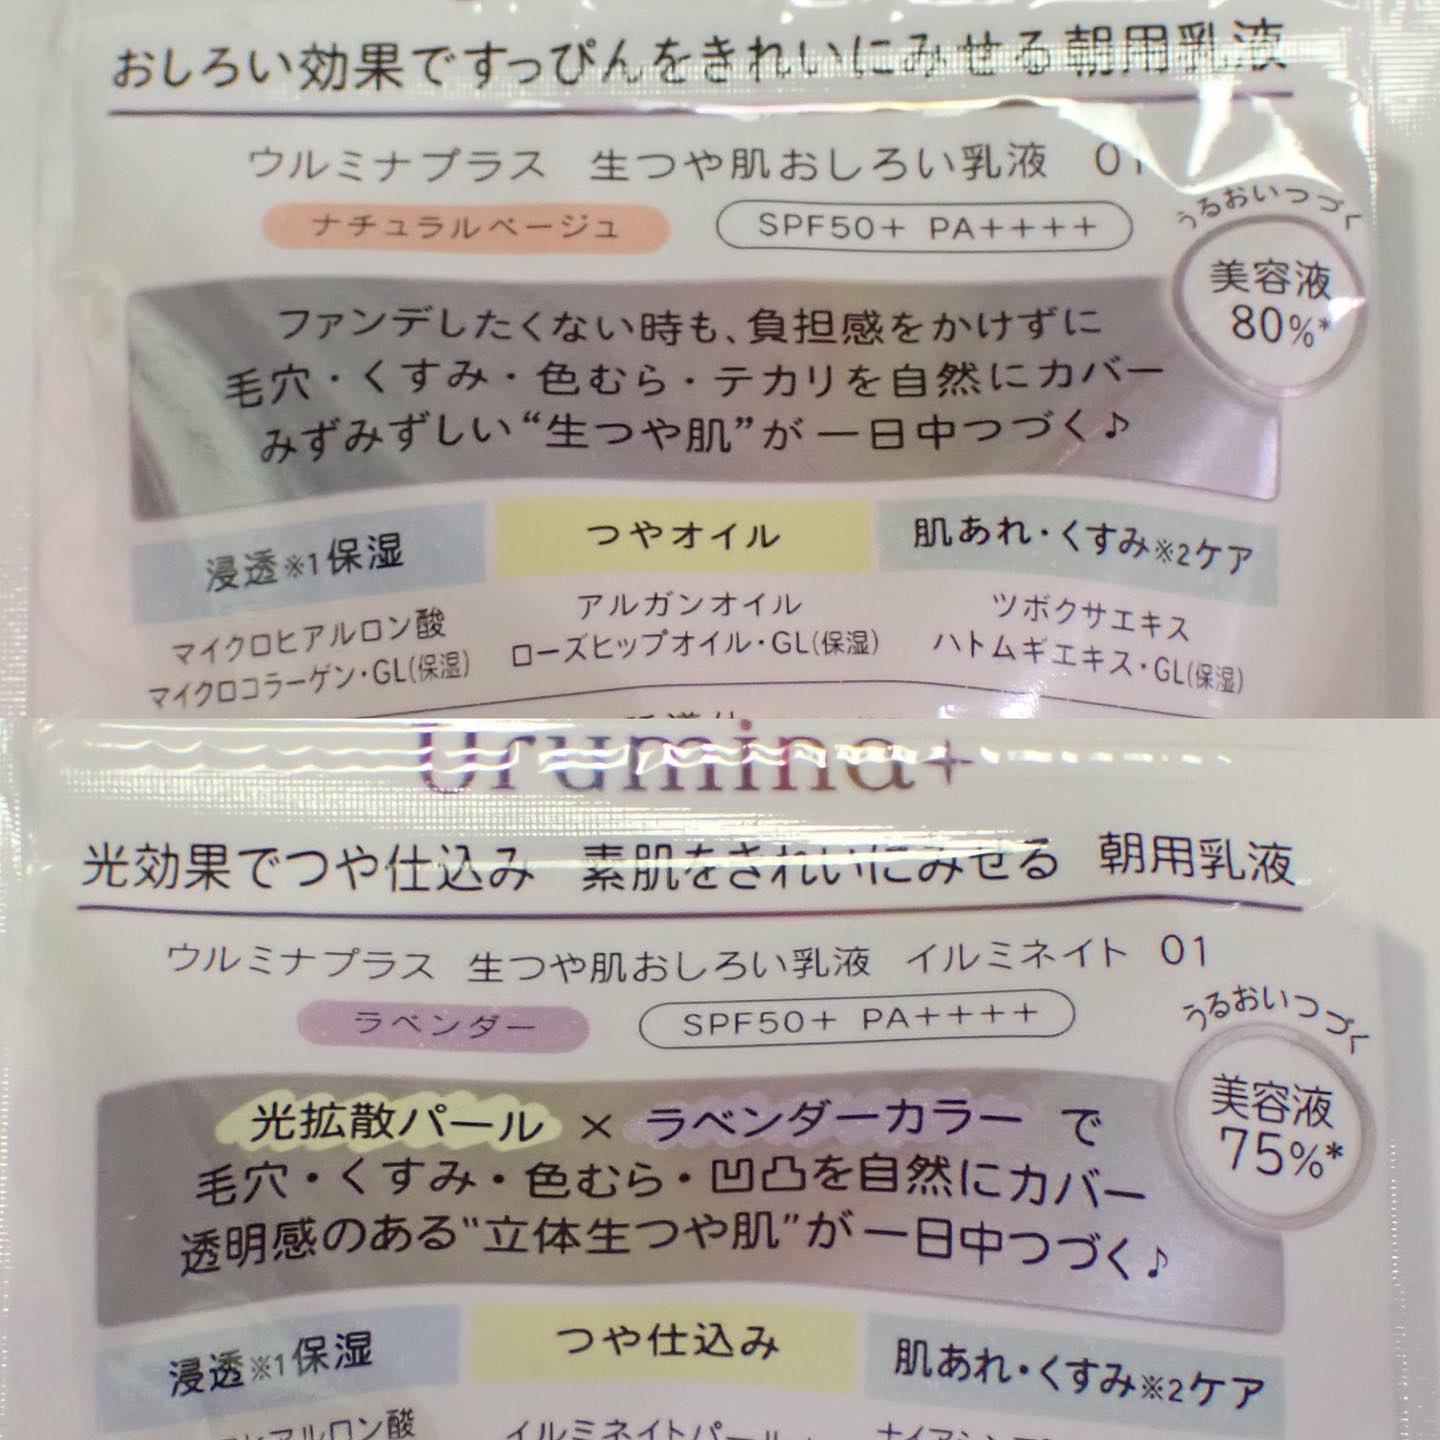 おしろい効果ですっぴんをきれいにみせる朝用乳液
ウルミナプラス 生つや肌おしろい乳液 01
ナチュラルベージュ SPF50+ PA++++
うるおいつづく
美容液
80%*
ファンデしたくない時も、負担感をかけずに
毛穴・くすみ・色むら・テカリを自然にカバー
みずみずしい“生つや肌”が一日中つづく♪
浸透※1保湿 つやオイル 肌あれ・くすみ※2ケア
マイクロヒアルロン酸
マイクロコラーゲン・GL(保湿)
アルガンオイル
ローズヒップオイル・GL(保湿)
ツボクサエキス
ハトムギエキス・GL(保湿)
Urumina+
光効果でつや仕込み 素肌をきれいにみせる 朝用乳液
ウルミナプラス 生つや肌おしろい乳液 イルミネイト 01
ラベンダー SPF50+ PA++++
うるおいつづく
美容液
75%*
光拡散パール × ラベンダーカラー で
毛穴・くすみ・色むら・凹凸を自然にカバー
透明感のある"立体生つや肌"が一日中つづく♪
浸透※1保湿 つや仕込み 肌あれ・くすみ※2ケア